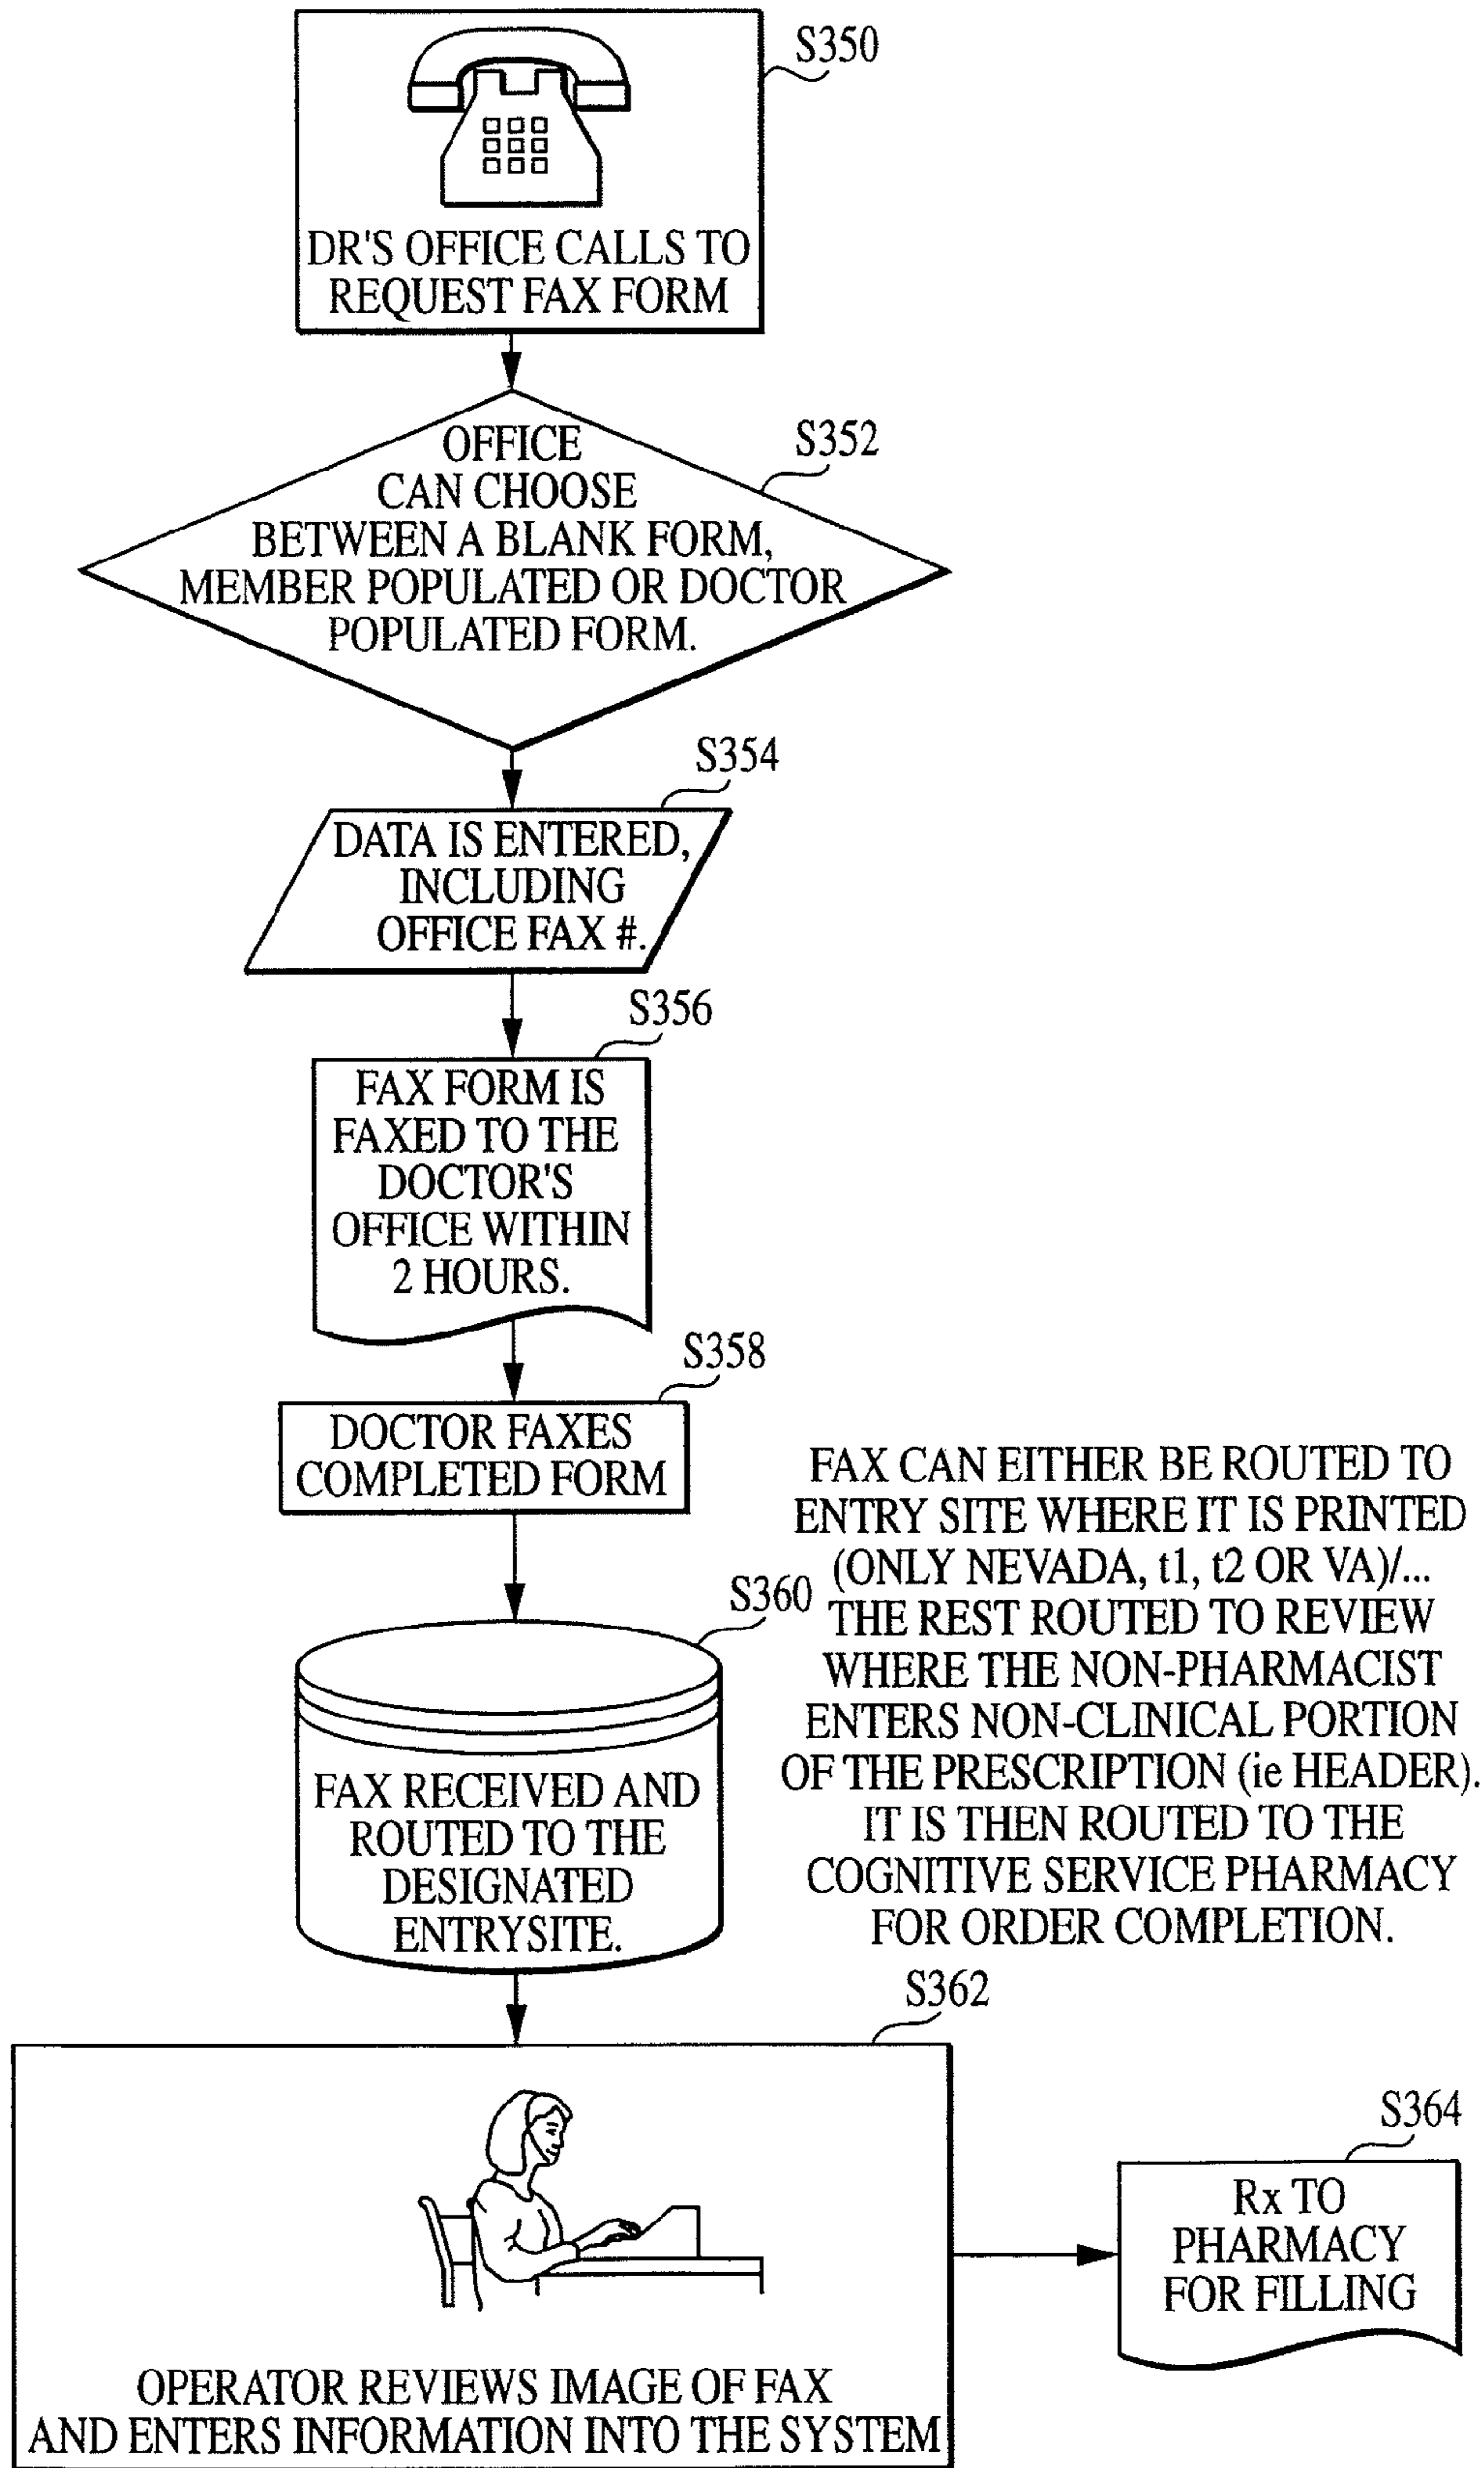 S350
DR'S OFFICE CALLS TO
REQUEST FAX FORM
S352
OFFICE
CAN CHOOSE
BETWEEN A BLANK FORM,
MEMBER POPULATED OR DOCTOR
POPULATED FORM.
S354
DATA IS ENTERED,
INCLUDING
OFFICE FAX #.
S356
FAX FORM IS
FAXED TO THE
DOCTOR'S
OFFICE WITHIN
2 HOURS.
S358
DOCTOR FAXES
COMPLETED FORM
S360
FAX RECEIVED AND
ROUTED TO THE
DESIGNATED
ENTRYSITE.
FAX CAN EITHER BE ROUTED TO
ENTRY SITE WHERE IT IS PRINTED
(ONLY NEVADA, t1, t2 OR VA)/...
THE REST ROUTED TO REVIEW
WHERE THE NON-PHARMACIST
ENTERS NON-CLINICAL PORTION
OF THE PRESCRIPTION (ie HEADER).
IT IS THEN ROUTED TO THE
COGNITIVE SERVICE PHARMACY
FOR ORDER COMPLETION.
S362
OPERATOR REVIEWS IMAGE OF FAX
AND ENTERS INFORMATION INTO THE SYSTEM
S364
Rx TO
PHARMACY
FOR FILLING